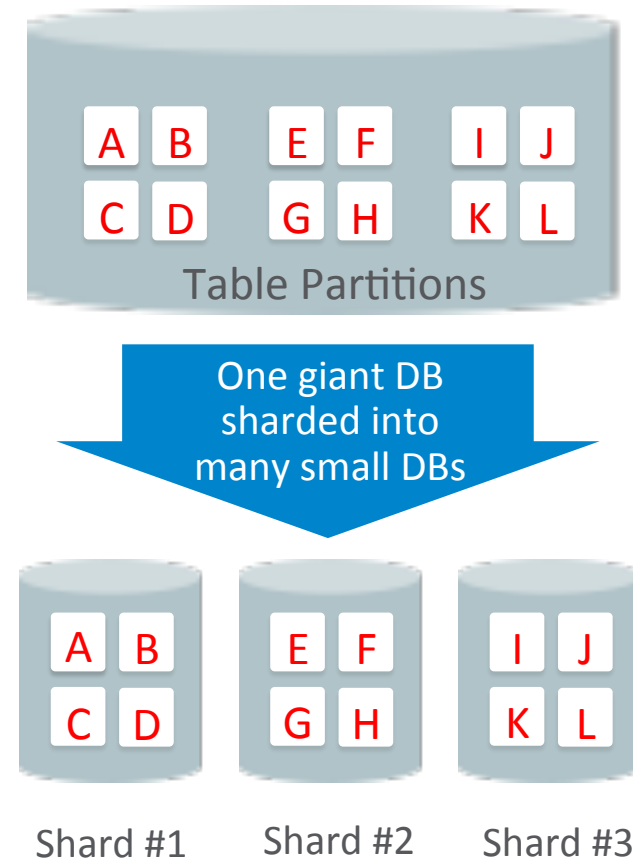 A B E F I J
C D G H K L
Table Partitions
One giant DB
sharded into
many small DBs
A B E F I J
C D G H K L
Shard #1 Shard #2 Shard #3